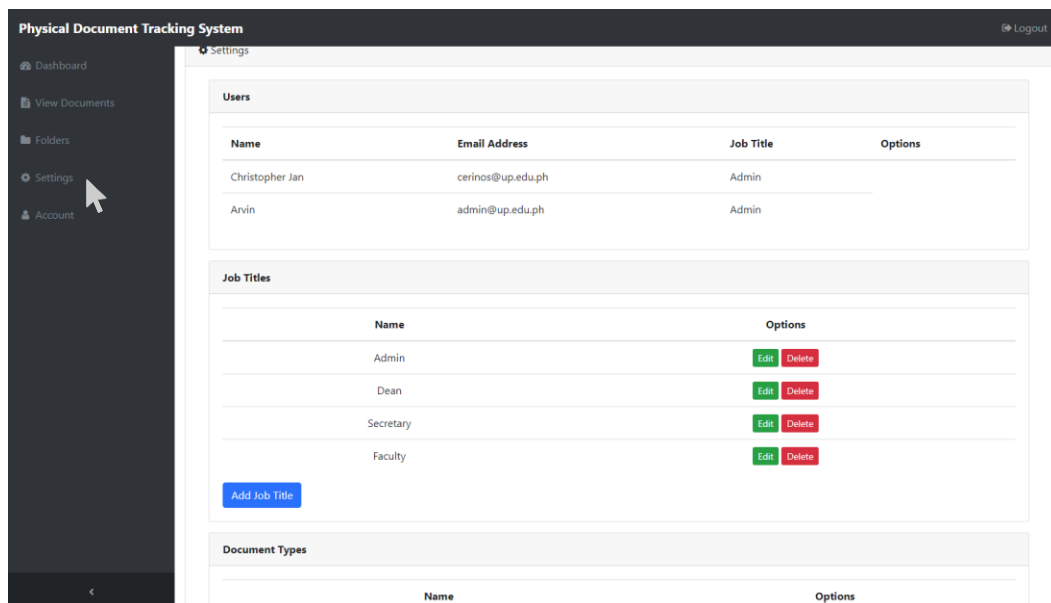 Physical Document Tracking System
Logout
Dashboard
View Documents
Folders
Settings
Account
Settings
Users
Name Email Address Job Title Options
Christopher Jan cerinos@up.edu.ph Admin
Arvin admin@up.edu.ph Admin
Job Titles
Name Options
Admin Edit Delete
Dean Edit Delete
Secretary Edit Delete
Faculty Edit Delete
Add Job Title
Document Types
Name Options